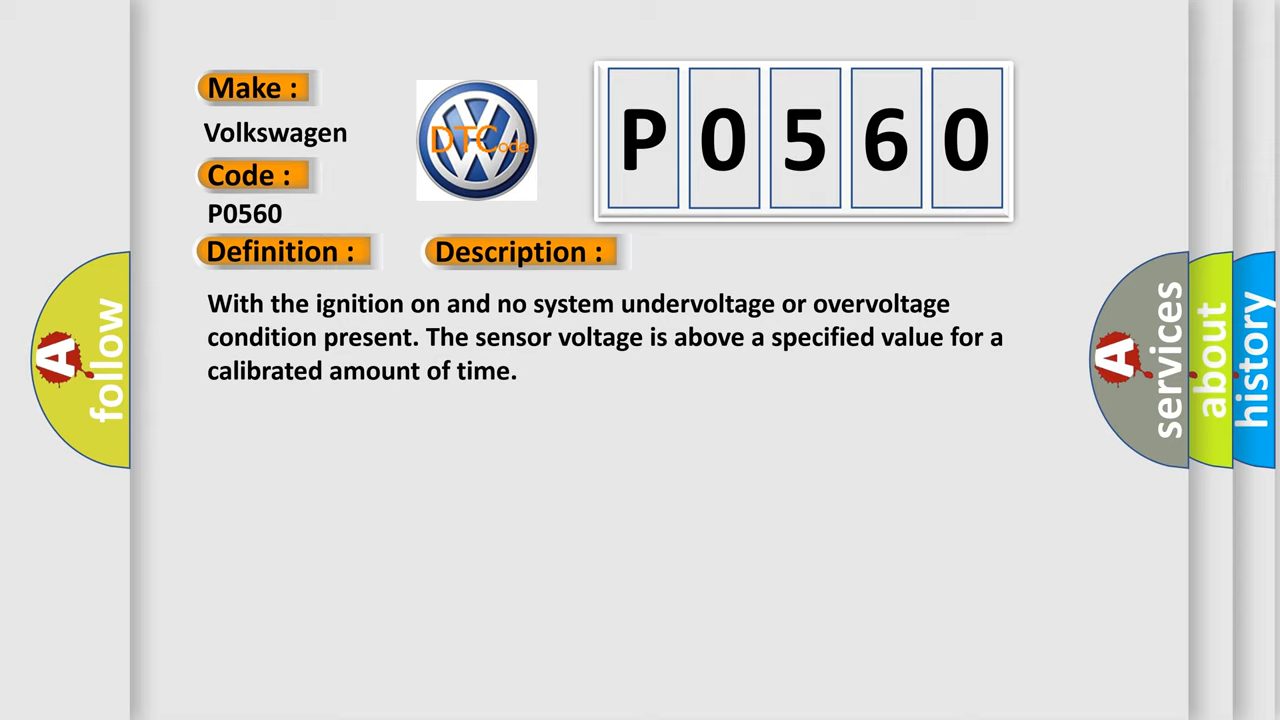 Make :
Volkswagen
Code :
P0560
Definition :
Description :
With the ignition on and no system undervoltage or overvoltage
condition present. The sensor voltage is above a specified value for a
calibrated amount of time.
DTCode
P0560
A
follow
A
services
about
history